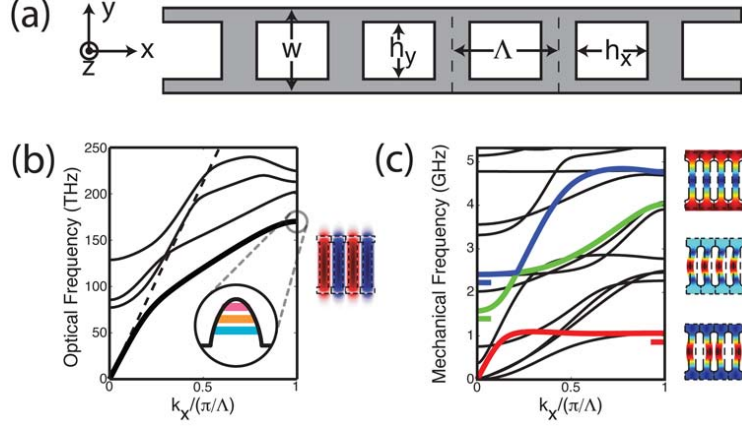 (a)
y
x
z
w
h_y
Λ
h_x
(b)
250
200
150
100
50
0
Optical Frequency (THz)
0
0.5
1
k_x/(π/Λ)
(c)
5
4
3
2
1
0
Mechanical Frequency (GHz)
0
0.5
1
k_x/(π/Λ)